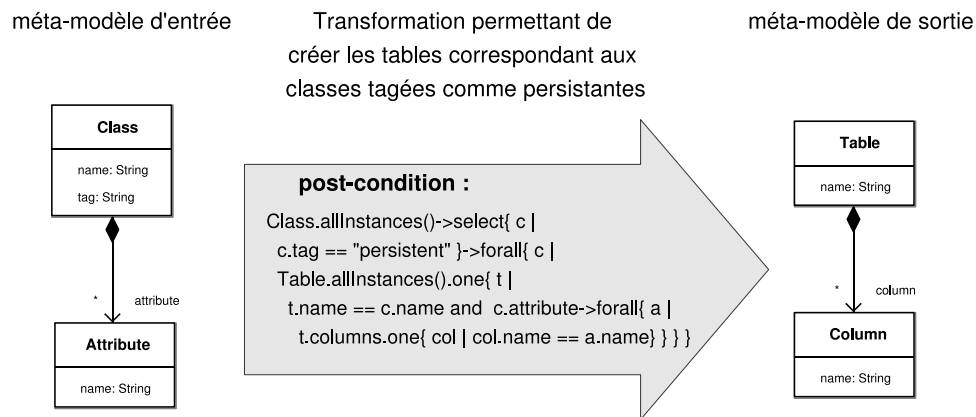 méta-modèle d'entrée
Transformation permettant de
créer les tables correspondant aux
classes tagées comme persistantes
méta-modèle de sortie
Class
name: String
tag: String
*
attribute
Attribute
name: String
post-condition :
Class.allInstances()->select{ c |
c.tag == "persistent" }->forall{ c |
Table.allInstances().one{ t |
t.name == c.name and c.attribute->forall{ a |
t.columns.one{ col | col.name == a.name} } } }
Table
name: String
*
column
Column
name: String